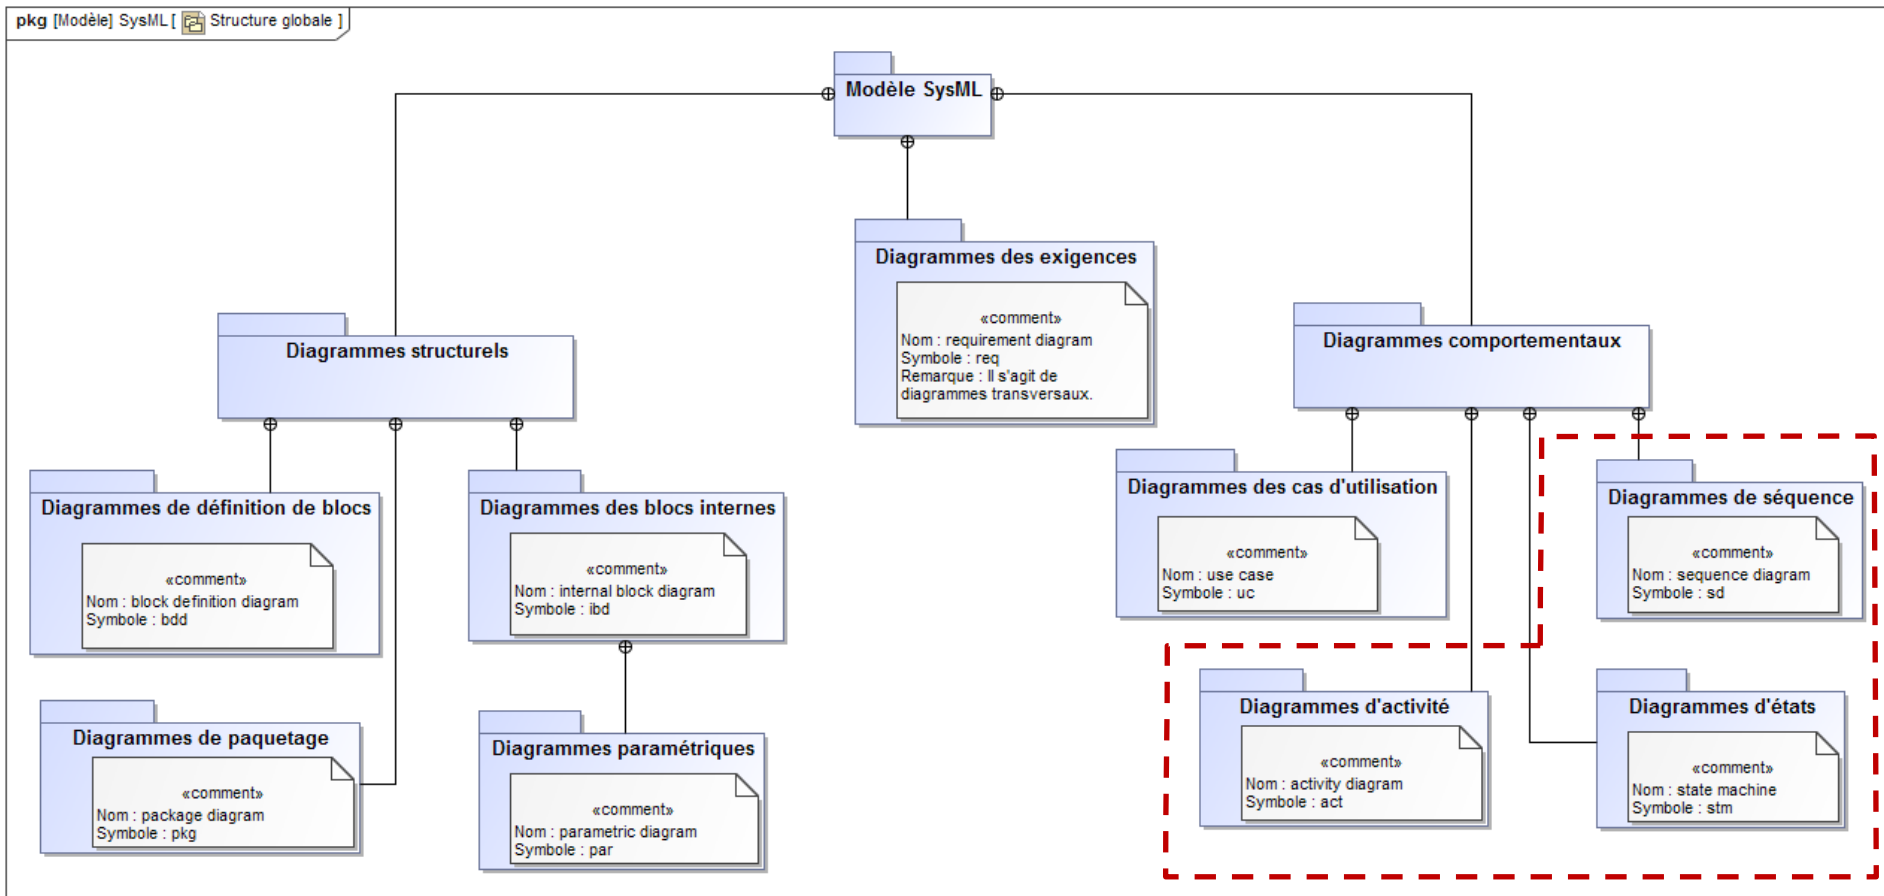 pkg [Modèle] SysML [ Structure globale ]
Modèle SysML
Diagrammes des exigences
«comment»
Nom : requirement diagram
Symbole : req
Remarque : Il s'agit de
diagrammes transversaux.
Diagrammes structurels
Diagrammes comportementaux
Diagrammes de définition de blocs
«comment»
Nom : block definition diagram
Symbole : bdd
Diagrammes des blocs internes
«comment»
Nom : internal block diagram
Symbole : ibd
Diagrammes des cas d'utilisation
«comment»
Nom : use case
Symbole : uc
Diagrammes de séquence
«comment»
Nom : sequence diagram
Symbole : sd
Diagrammes de paquetage
«comment»
Nom : package diagram
Symbole : pkg
Diagrammes paramétriques
«comment»
Nom : parametric diagram
Symbole : par
Diagrammes d'activité
«comment»
Nom : activity diagram
Symbole : act
Diagrammes d'états
«comment»
Nom : state machine
Symbole : stm